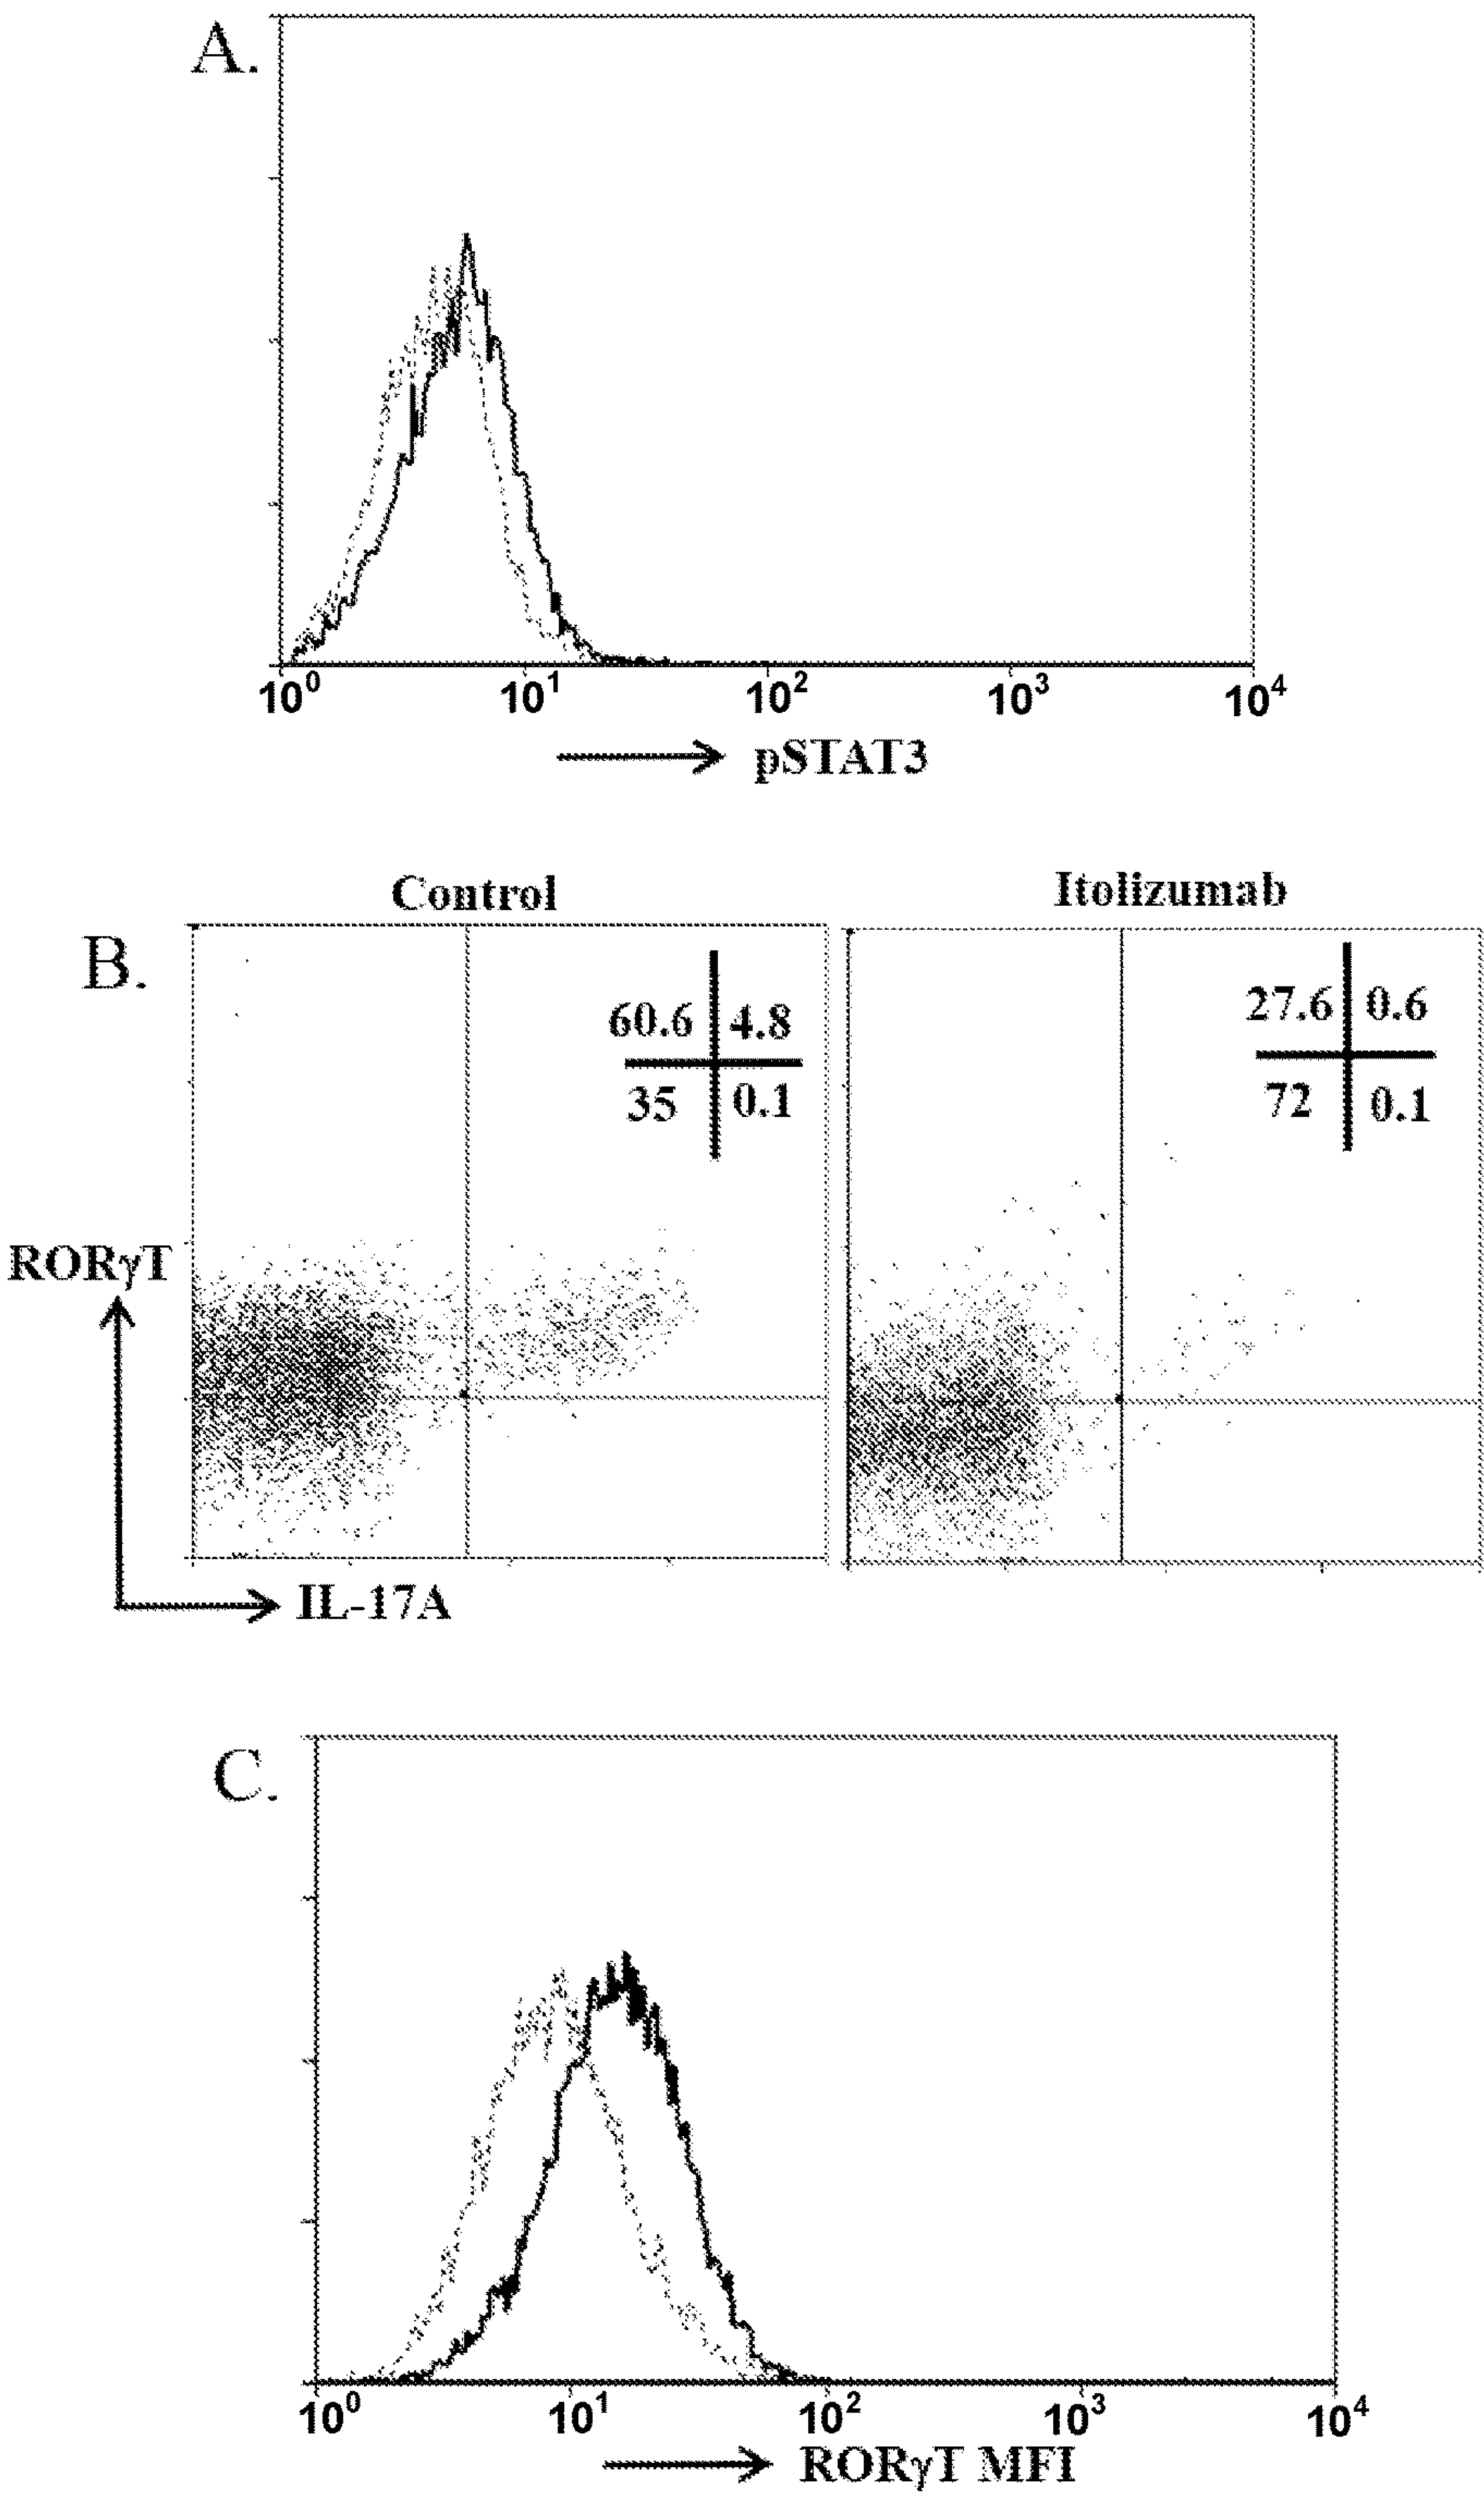 A.
10⁰ 10¹ 10² 10³ 10⁴
pSTAT3
Control Itolizumab
B.
60.6 4.8 27.6 0.6
35 0.1 72 0.1
RORγT
IL-17A
C.
10⁰ 10¹ 10² 10³ 10⁴
RORγT MFI